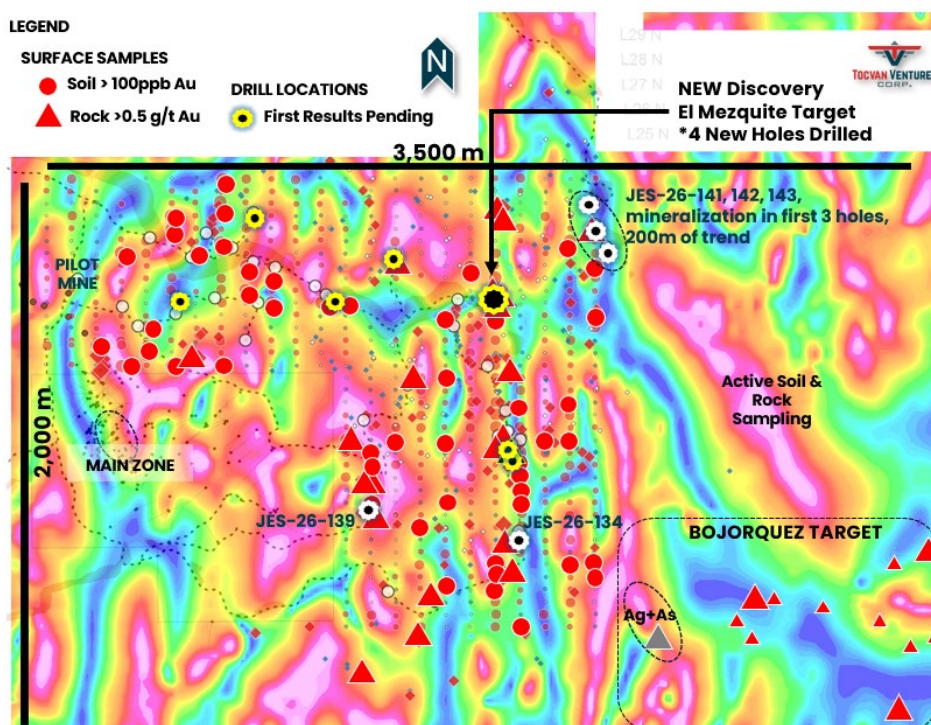 LEGEND
SURFACE SAMPLES
Soil > 100ppb Au
Rock >0.5 g/t Au
DRILL LOCATIONS
First Results Pending
N
L29 N
L28 N
L27 N
L25 N
TOCVAN VENTURES
CORP.
NEW Discovery
El Mezquite Target
*4 New Holes Drilled
3,500 m
2,000 m
JES-26-141, 142, 143,
mineralization in first 3 holes,
200m of trend
PILOT
MINE
MAIN ZONE
Active Soil &
Rock
Sampling
JES-26-139
JES-26-134
BOJORQUEZ TARGET
Ag+As